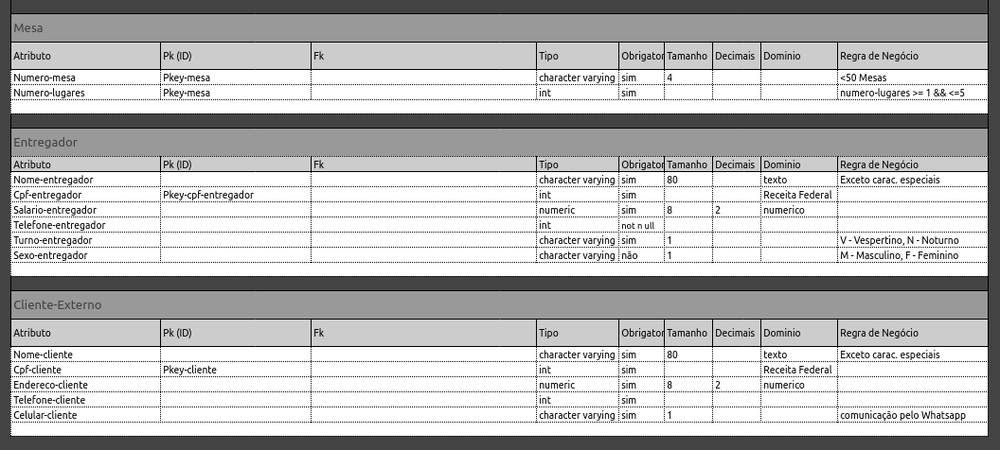 Mesa
Atributo Pk (ID) Fk Tipo Obrigator Tamanho Decimais Dominio Regra de Negócio
Numero-mesa Pkey-mesa character varying sim 4 <50 Mesas
Numero-lugares Pkey-mesa int sim numero-lugares >= 1 && <=5
Entregador
Atributo Pk (ID) Fk Tipo Obrigator Tamanho Decimais Dominio Regra de Negócio
Nome-entregador character varying sim 80 texto Exceto carac. especiais
Cpf-entregador Pkey-cpf-entregador int sim Receita Federal
Salario-entregador numeric sim 8 2 numerico
Telefone-entregador int not n ull
Turno-entregador character varying sim 1 V - Vespertino, N - Noturno
Sexo-entregador character varying não 1 M - Masculino, F - Feminino
Cliente-Externo
Atributo Pk (ID) Fk Tipo Obrigator Tamanho Decimais Dominio Regra de Negócio
Nome-cliente character varying sim 80 texto Exceto carac. especiais
Cpf-cliente Pkey-cliente int sim Receita Federal
Endereco-cliente numeric sim 8 2 numerico
Telefone-cliente int sim
Celular-cliente character varying sim 1 comunicação pelo Whatsapp